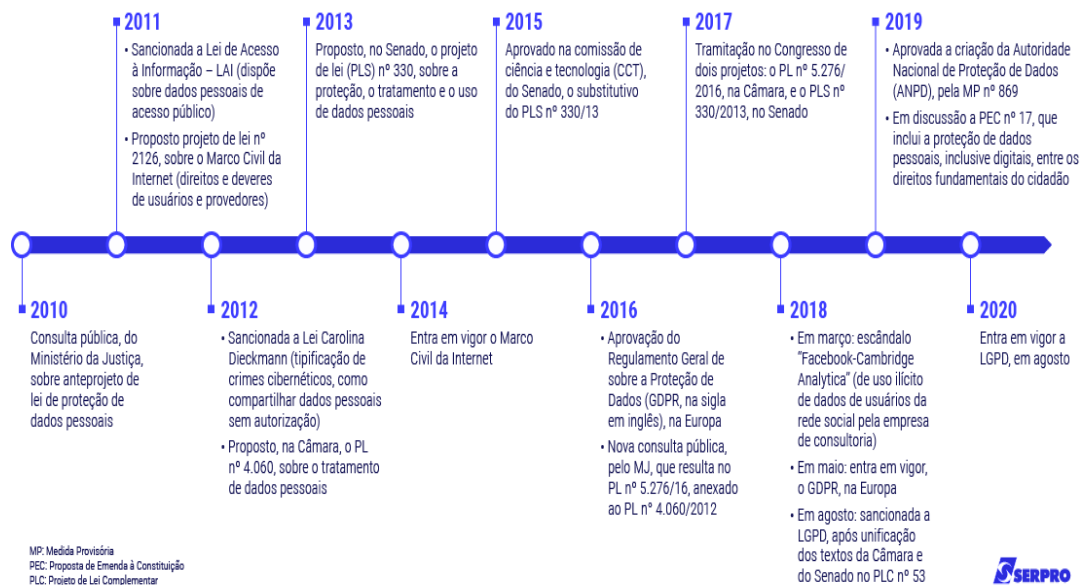 2011
• Sancionada a Lei de Acesso
à Informação – LAI (dispõe
sobre dados pessoais de
acesso público)
• Proposto projeto de lei nº
2126, sobre o Marco Civil da
Internet (direitos e deveres
de usuários e provedores)
2013
Proposto, no Senado, o projeto
de lei (PLS) nº 330, sobre a
proteção, o tratamento e o uso
de dados pessoais
2015
Aprovado na comissão de
ciência e tecnologia (CCT),
do Senado, o substitutivo
do PLS nº 330/13
2017
Tramitação no Congresso de
dois projetos: o PL nº 5.276/
2016, na Câmara, e o PLS nº
330/2013, no Senado
2019
• Aprovada a criação da Autoridade
Nacional de Proteção de Dados
(ANPD), pela MP nº 869
• Em discussão a PEC nº 17, que
inclui a proteção de dados
pessoais, inclusive digitais, entre os
direitos fundamentais do cidadão
2010
Consulta pública, do
Ministério da Justiça,
sobre anteprojeto de
lei de proteção de
dados pessoais
2012
• Sancionada a Lei Carolina
Dieckmann (tipificação de
crimes cibernéticos, como
compartilhar dados pessoais
sem autorização)
• Proposto, na Câmara, o PL
nº 4.060, sobre o tratamento
de dados pessoais
2014
Entra em vigor o Marco
Civil da Internet
2016
• Aprovação do
Regulamento Geral de
sobre a Proteção de
Dados (GDPR, na sigla
em inglês), na Europa
• Nova consulta pública,
pelo MJ, que resulta no
PL nº 5.276/16, anexado
ao PL nº 4.060/2012
2018
• Em março: escândalo
"Facebook-Cambridge
Analytica" (de uso ilícito
de dados de usuários da
rede social pela empresa
de consultoria)
• Em maio: entra em vigor,
o GDPR, na Europa
• Em agosto: sancionada a
LGPD, após unificação
dos textos da Câmara e
do Senado no PLC nº 53
2020
Entra em vigor a
LGPD, em agosto
MP: Medida Provisória
PEC: Proposta de Emenda à Constituição
PLC: Projeto de Lei Complementar
SERPRO